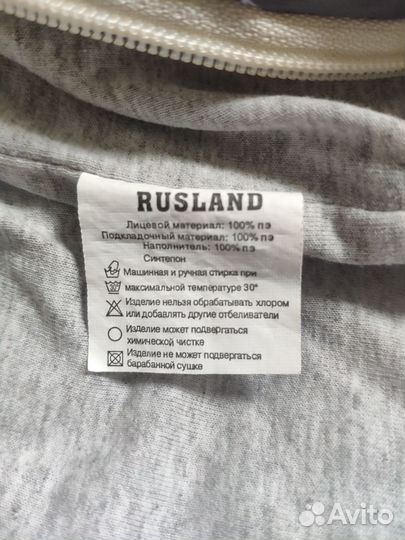 RUSLAND
Лицевой материал: 100% пэ
Подкладочный материал: 100% пэ
Наполнитель: 100% пэ
Синтепон
Машинная и ручная стирка при
максимальной температуре 30°
Изделие нельзя обрабатывать хлором
или добавлять другие отбеливатели
Изделие может подвергаться
химической чистке
Изделие не может подвергаться
барабанной сушке
Avito